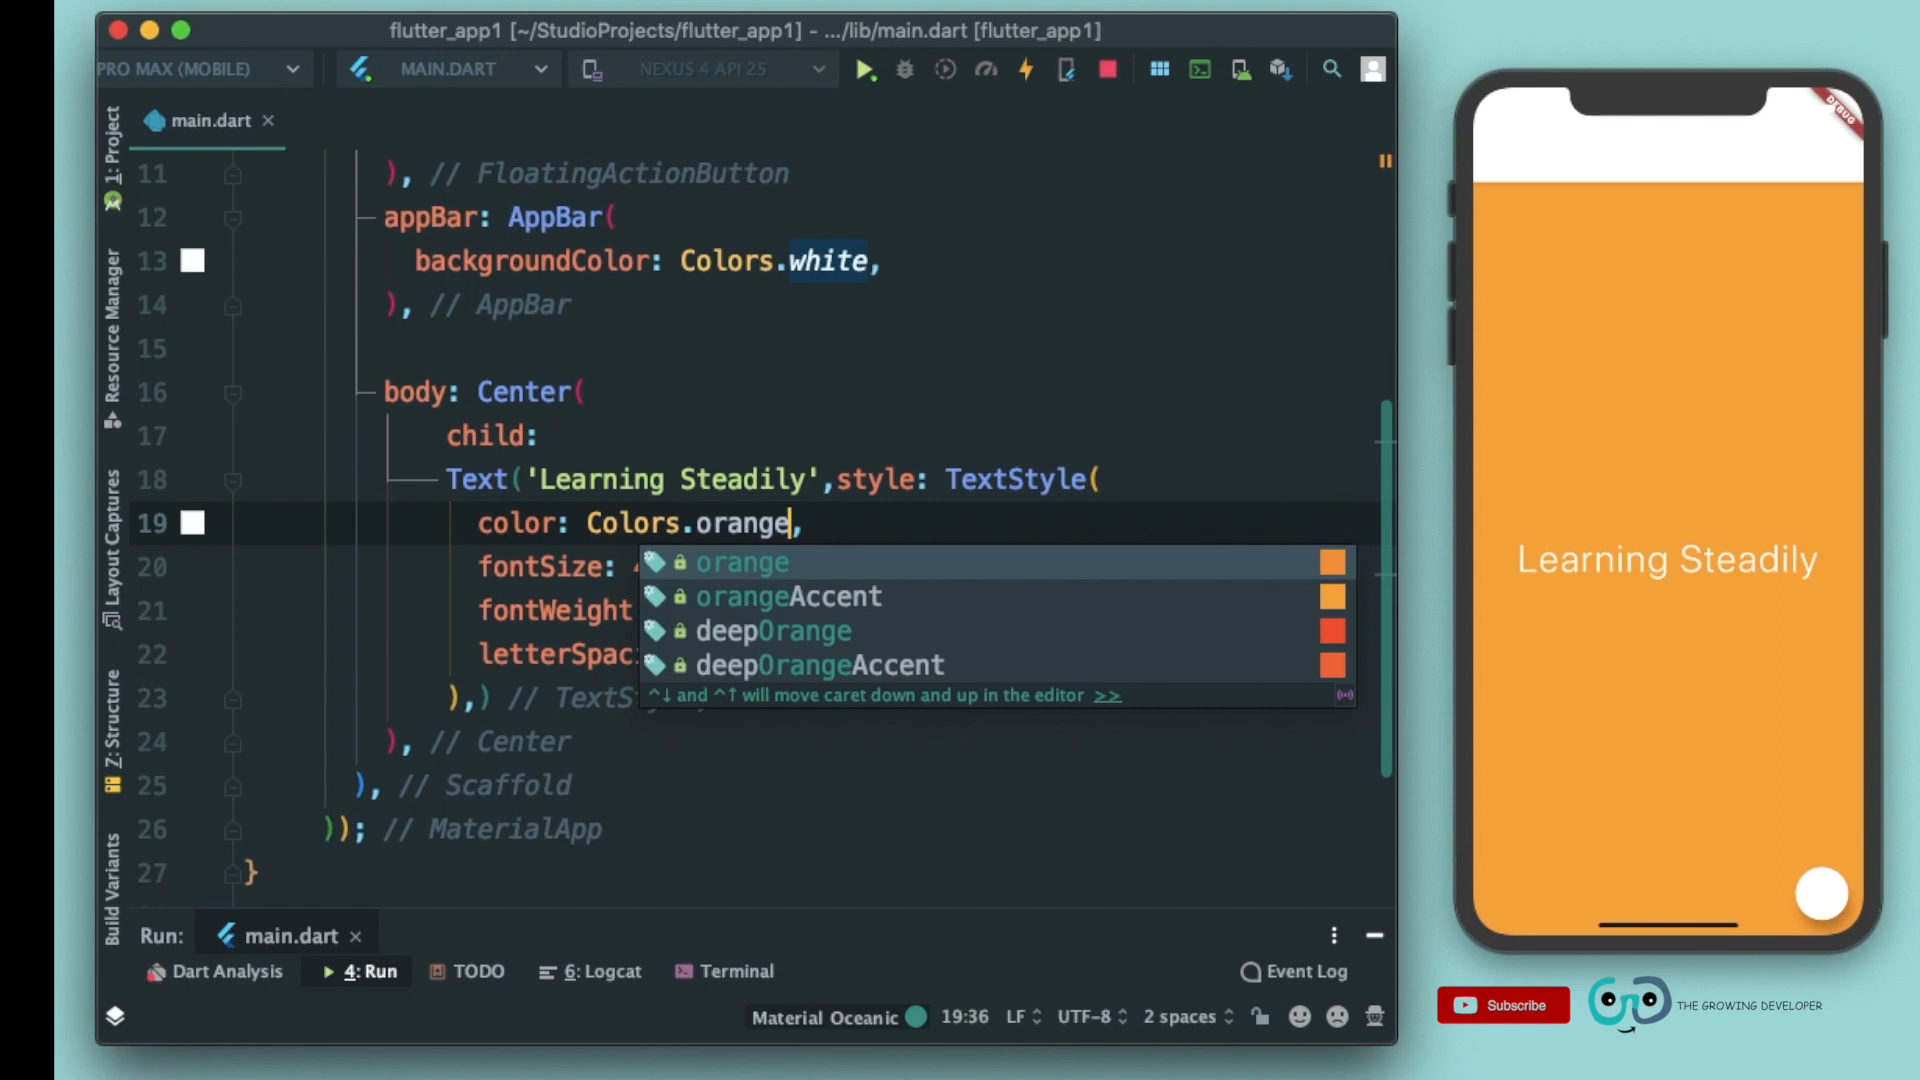 flutter_app1 [~/StudioProjects/flutter_app1] - .../lib/main.dart [flutter_app1]
PRO MAX (MOBILE)
MAIN.DART
NEXUS 4 API 25
main.dart
1: Project
Resource Manager
Layout Captures
Z: Structure
Build Variants
11 ), // FloatingActionButton
12 appBar: AppBar(
13 backgroundColor: Colors.white,
14 ), // AppBar
15
16 body: Center(
17 child:
18 Text('Learning Steadily',style: TextStyle(
19 color: Colors.orange,
20 fontSize:
21 fontWeight
22 letterSpac
23 ),) // TextSt
24 ), // Center
25 ), // Scaffold
26 )); // MaterialApp
27 }
orange
orangeAccent
deepOrange
deepOrangeAccent
^↓ and ^↑ will move caret down and up in the editor >>
Run: main.dart
Dart Analysis
4: Run
TODO
6: Logcat
Terminal
Event Log
Material Oceanic
19:36
LF
UTF-8
2 spaces
DEBUG
Learning Steadily
Subscribe
THE GROWING DEVELOPER